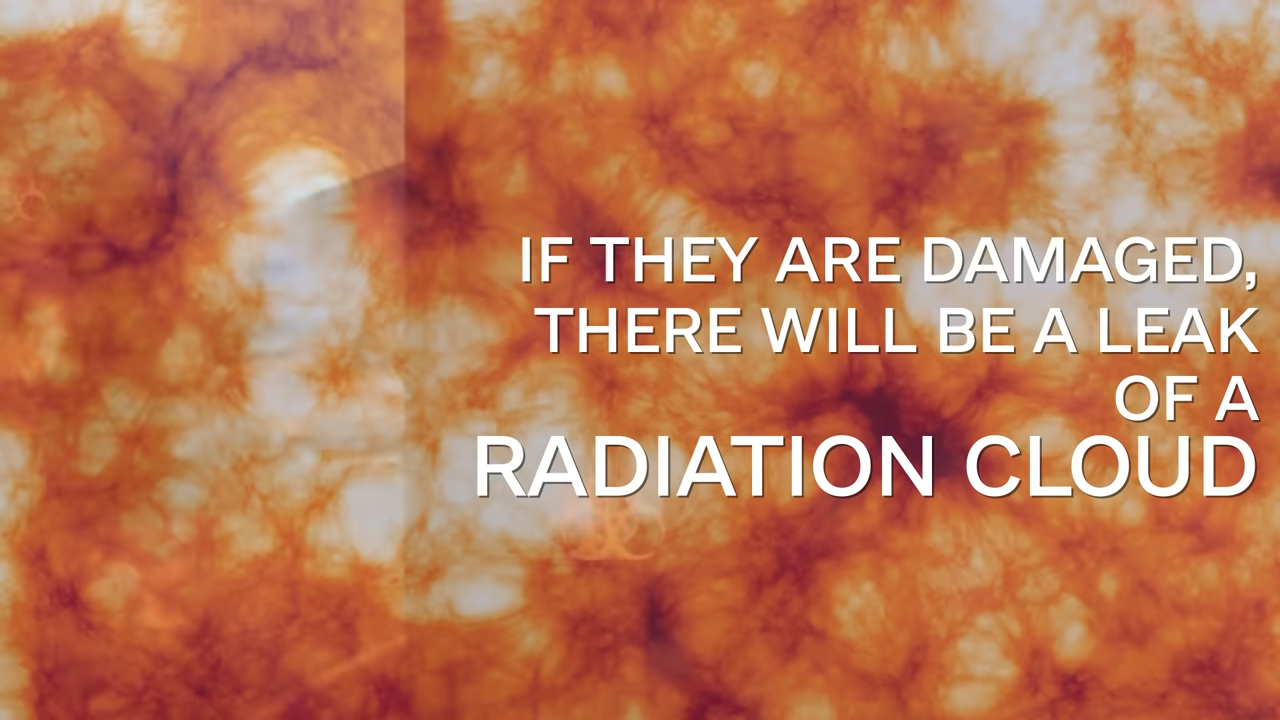 IF THEY ARE DAMAGED,
THERE WILL BE A LEAK
OF A
RADIATION CLOUD